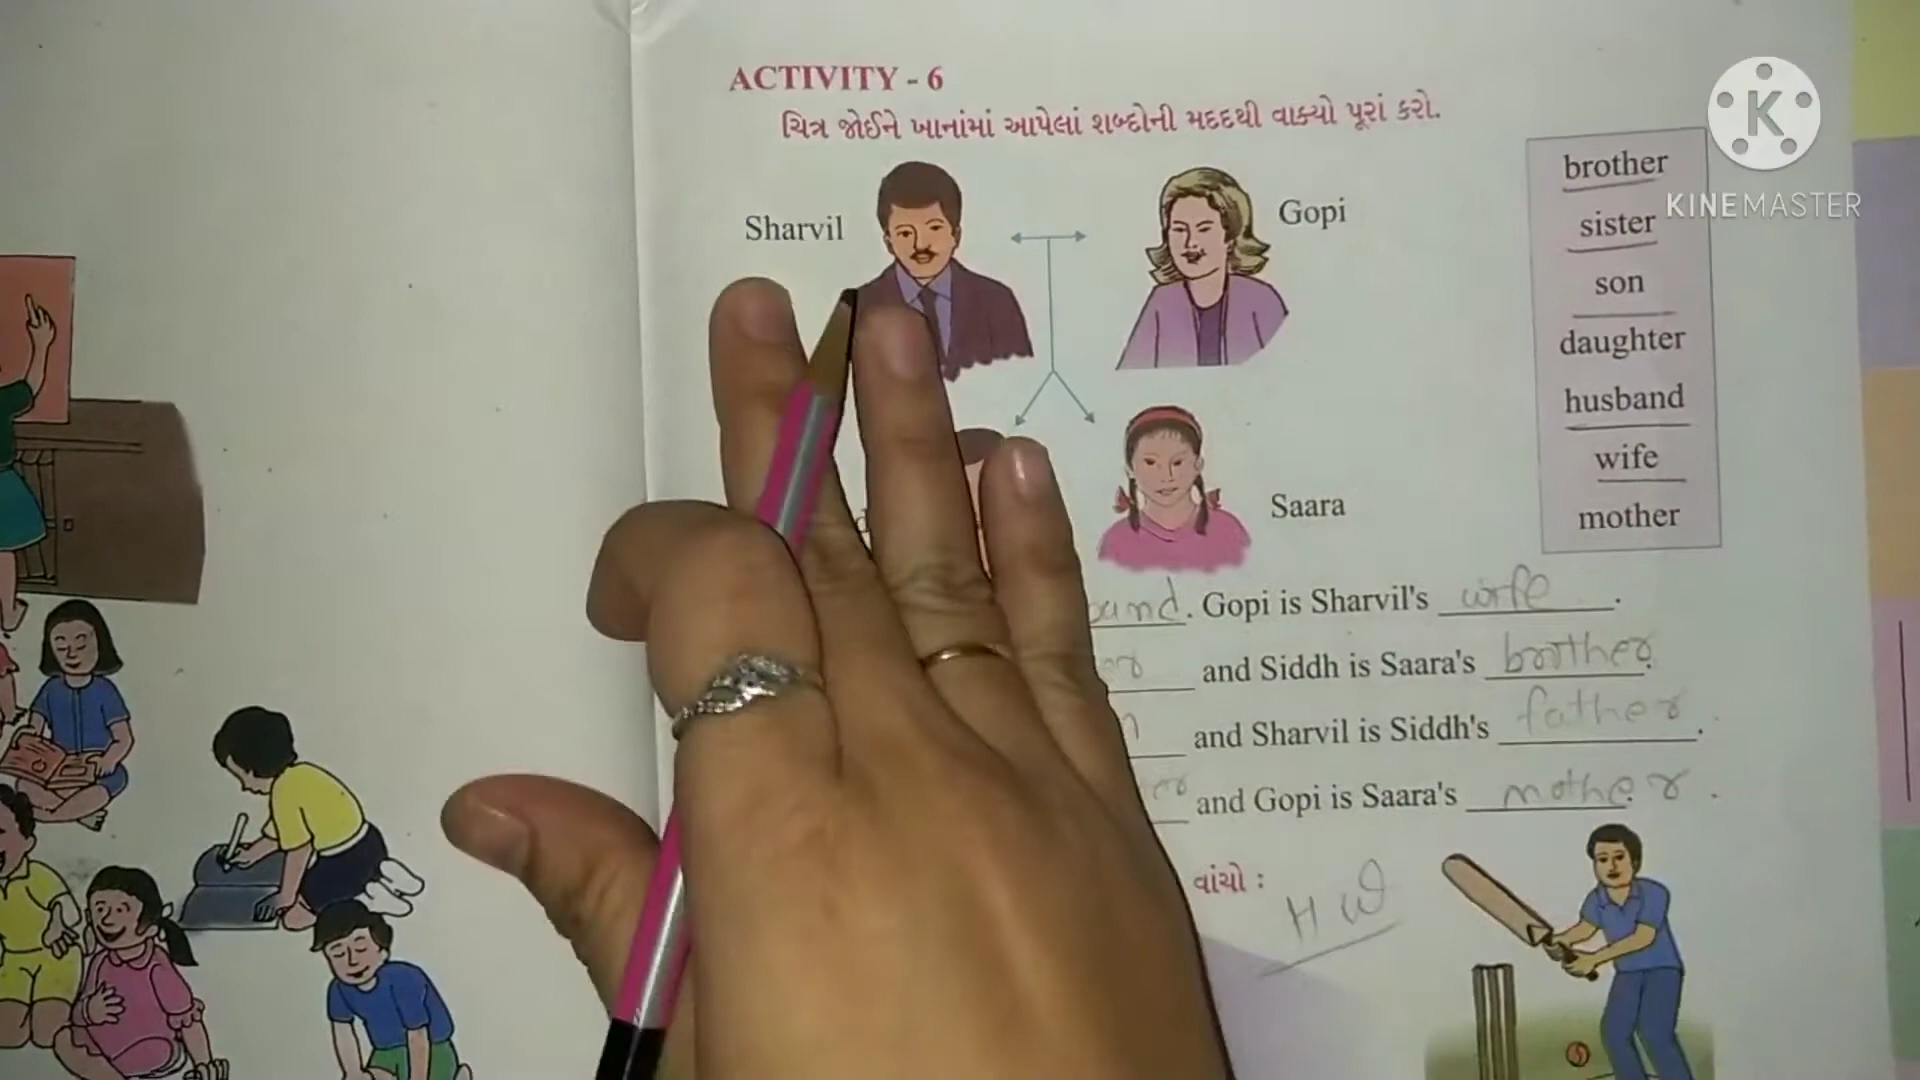 ACTIVITY - 6
ચિત્ર જોઈને ખાનાંમાં આપેલાં શબ્દોની મદદથી વાક્યો પૂરાં કરો.
Sharvil
Gopi
Saara
brother
sister
son
daughter
husband
wife
mother
K
KINEMASTER
. Gopi is Sharvil's wife.
and Siddh is Saara's brother.
and Sharvil is Siddh's father.
and Gopi is Saara's mother.
વાંચો :
H W